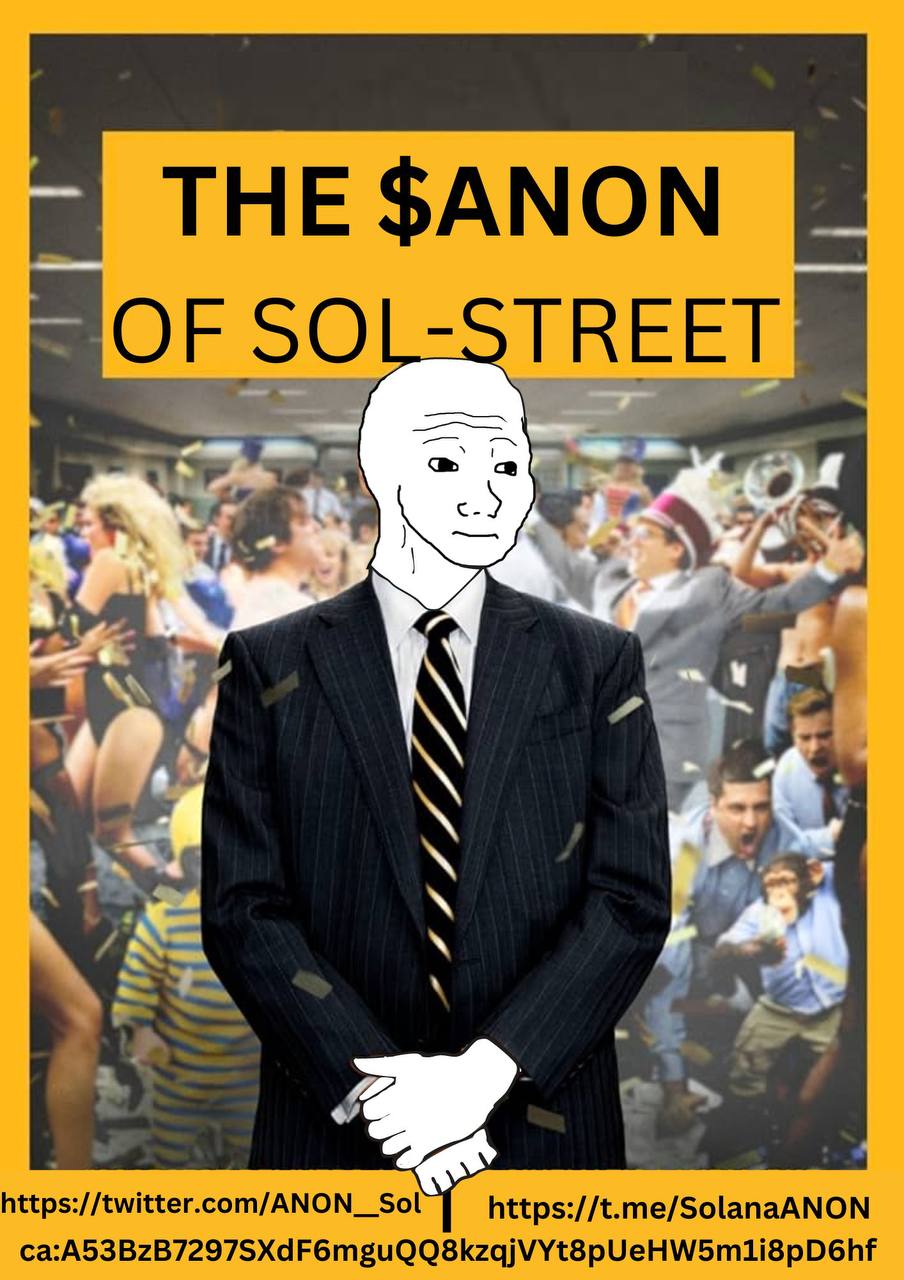 THE $ANON
OF SOL-STREET
https://twitter.com/ANON__Sol
https://t.me/SolanaANON
ca:A53BzB7297SXdF6mguQQ8kzqjVYt8pUeHW5m1i8pD6hf